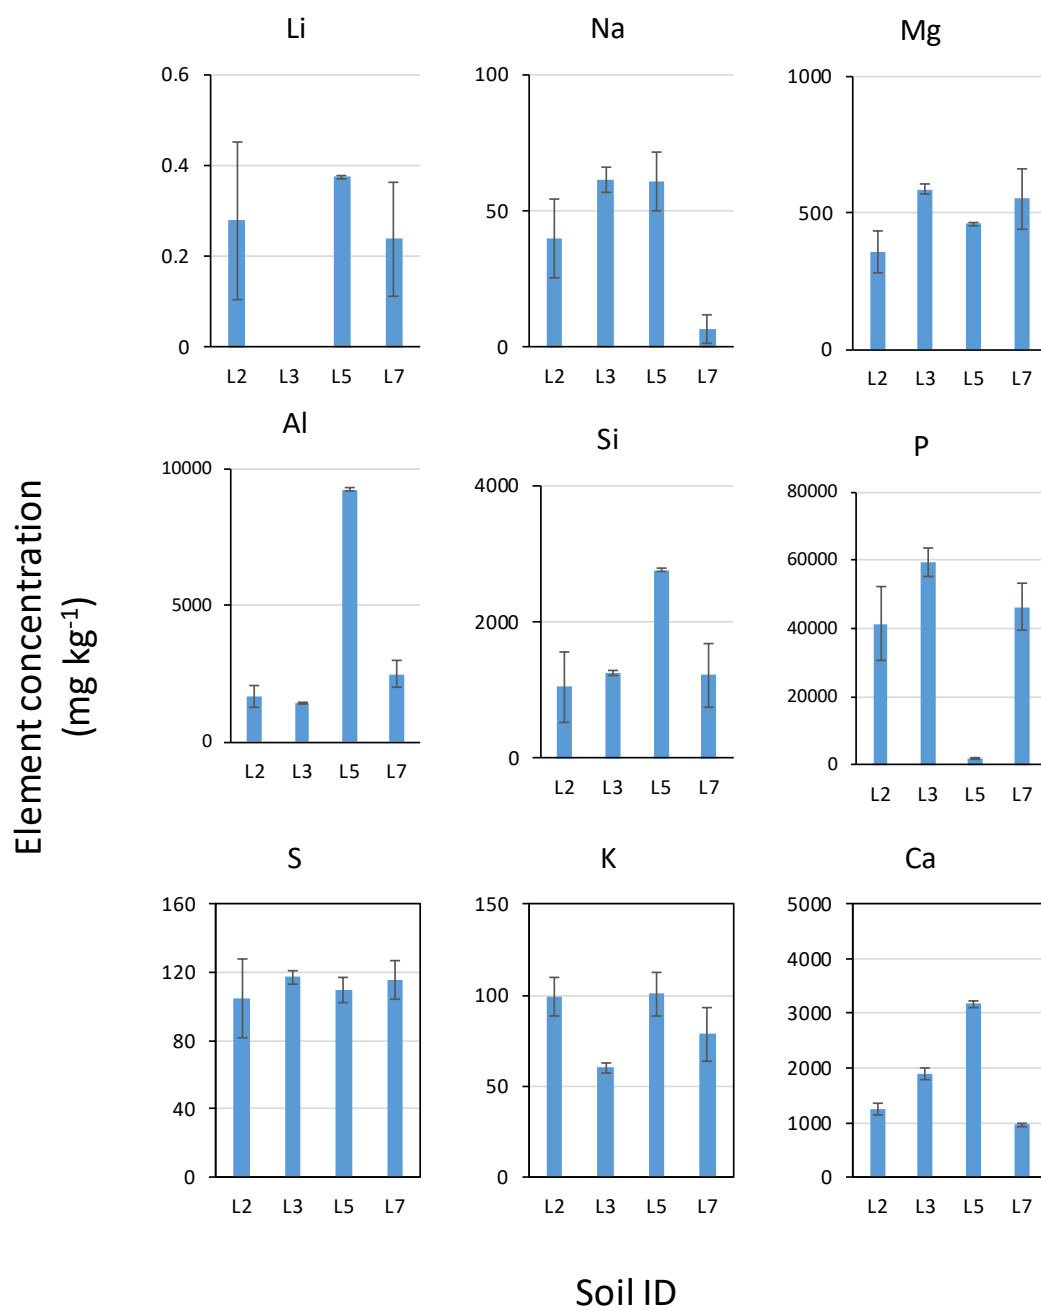 Li
0.6
0.4
0.2
0
L2 L3 L5 L7
Na
100
50
0
L2 L3 L5 L7
Mg
1000
500
0
L2 L3 L5 L7
Al
10000
5000
0
L2 L3 L5 L7
Si
4000
2000
0
L2 L3 L5 L7
P
80000
60000
40000
20000
0
L2 L3 L5 L7
Element concentration
(mg kg⁻¹)
S
160
120
80
40
0
L2 L3 L5 L7
K
150
100
50
0
L2 L3 L5 L7
Ca
5000
4000
3000
2000
1000
0
L2 L3 L5 L7
Soil ID